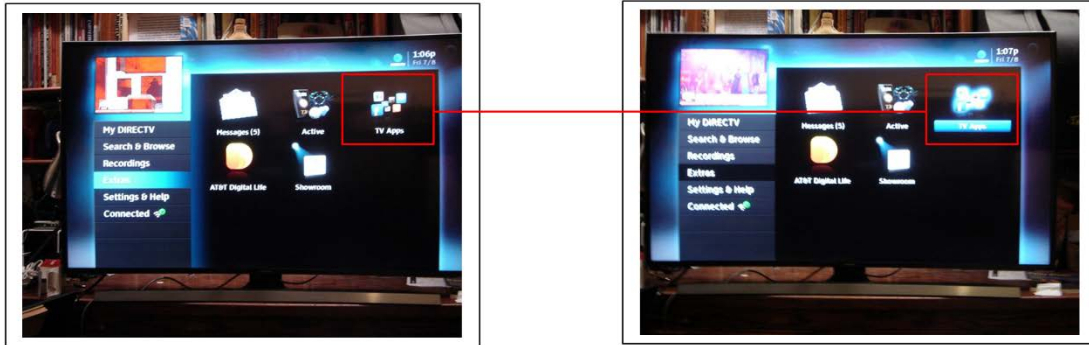 1:06p
Fri 7/8
My DIRECTV
Search & Browse
Recordings
Extras
Settings & Help
Connected
Messages (5)
Active
TV Apps
AT&T Digital Life
Showroom
1:07p
Fri 7/8
My DIRECTV
Search & Browse
Recordings
Extras
Settings & Help
Connected
Messages (5)
Active
TV Apps
AT&T Digital Life
Showroom